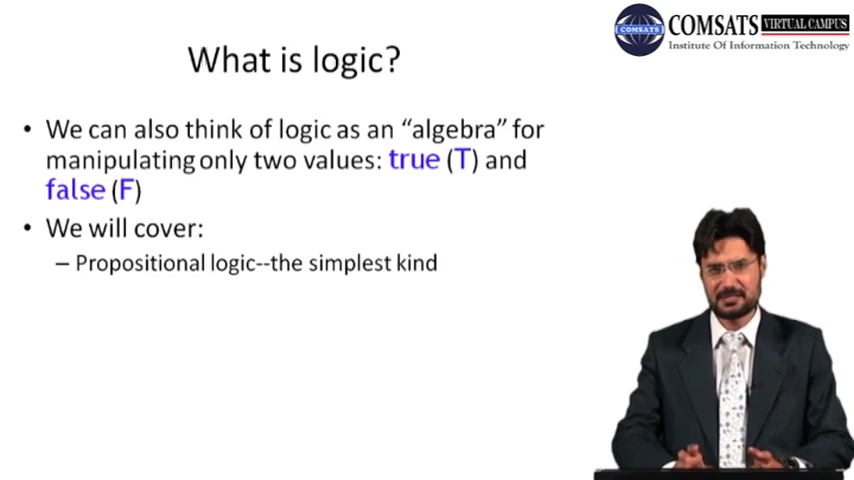 COMSATS VIRTUAL CAMPUS
COMSATS
Institute Of Information Technology
What is logic?
• We can also think of logic as an “algebra” for
manipulating only two values: true (T) and
false (F)
• We will cover:
– Propositional logic--the simplest kind